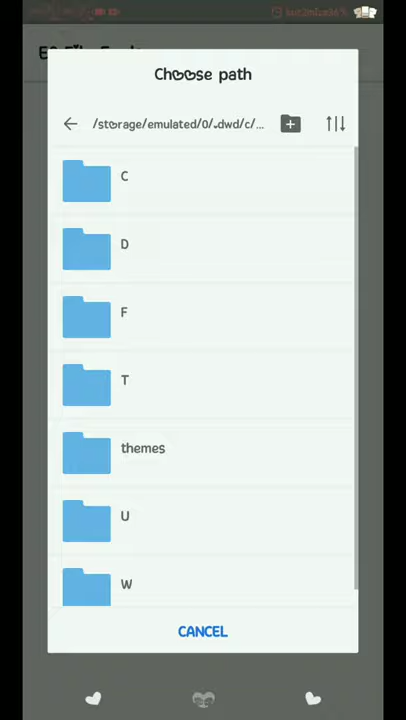 Choose path
/storage/emulated/0/.dwd/c/...
C
D
F
T
themes
U
W
CANCEL